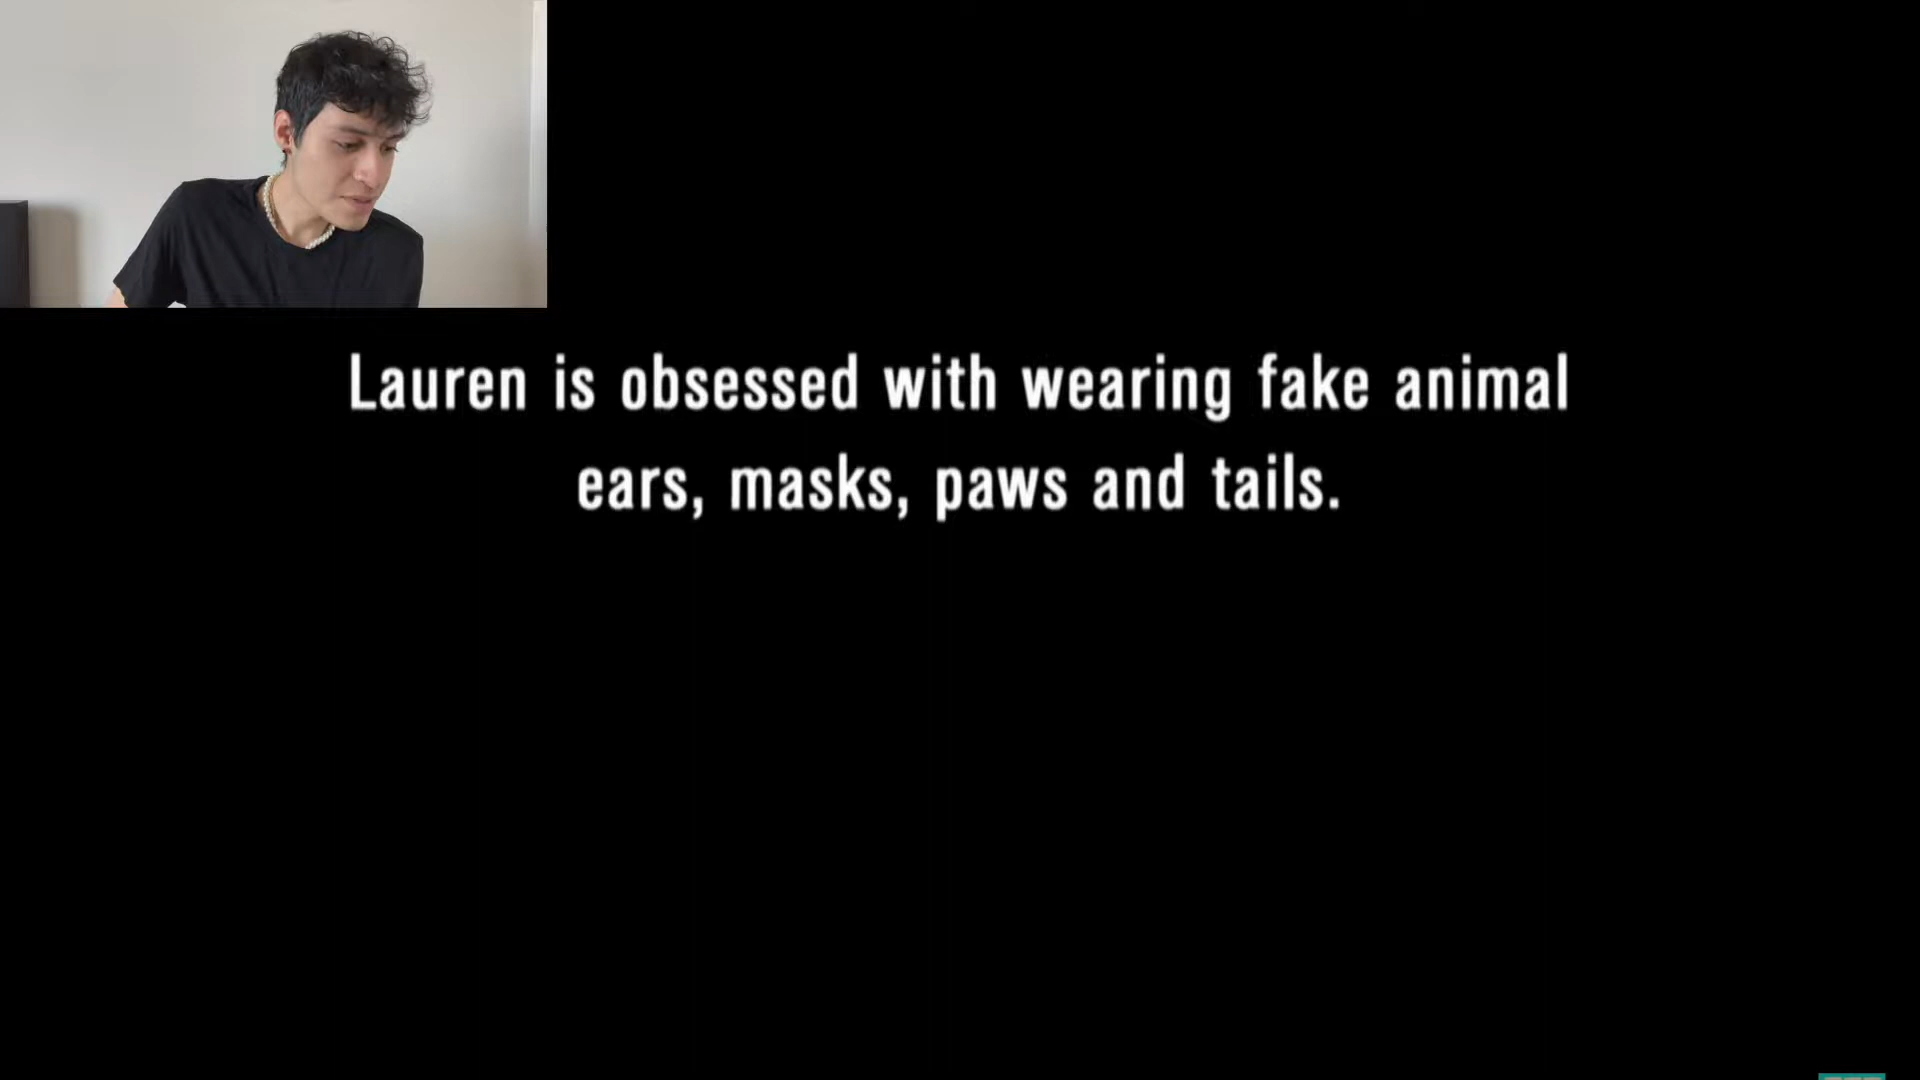 Lauren is obsessed with wearing fake animal
ears, masks, paws and tails.